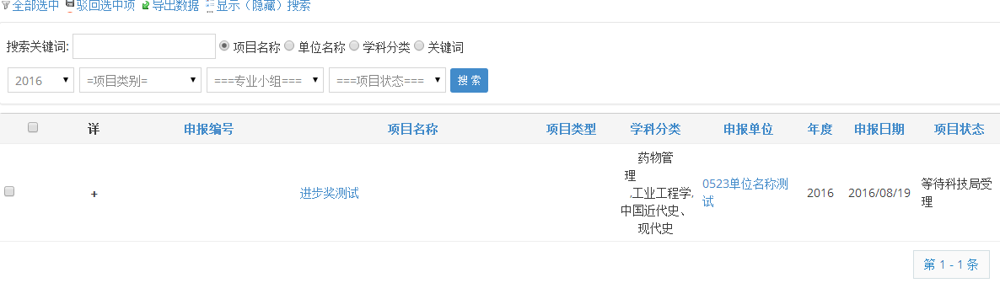 全部选中 驳回选中项 导出数据 显示（隐藏）搜索
搜索关键词: 项目名称 单位名称 学科分类 关键词
2016 =项目类别= ===专业小组=== ===项目状态=== 搜 索
详 申报编号 项目名称 项目类型 学科分类 申报单位 年度 申报日期 项目状态
+ 进步奖测试
药物管
理
,工业工程学,
中国近代史、
现代史
0523单位名称测
试
2016 2016/08/19
等待科技局受
理
第 1 - 1 条